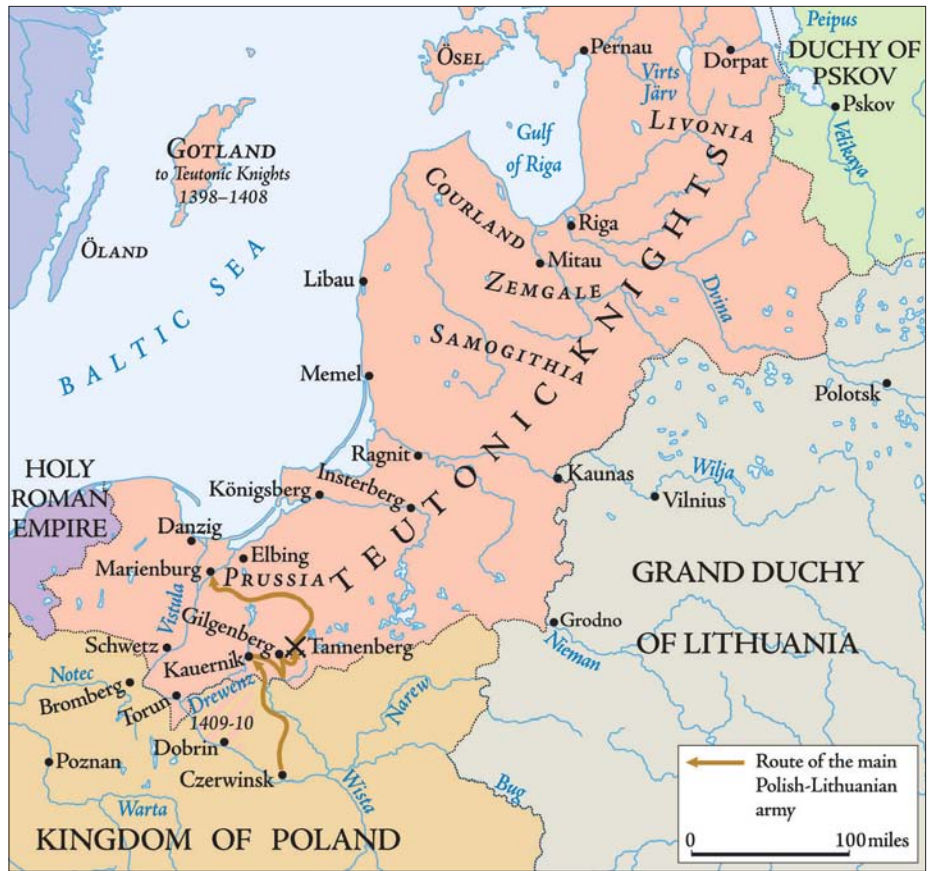 Peipus
DUCHY OF
PSKOV
Pskov
Velikaya
ÖSEL
Pernau
Virts
Järv
Dorpat
LIVONIA
Gulf
of Riga
GOTLAND
to Teutonic Knights
1398–1408
ÖLAND
BALTIC SEA
COURLAND
Riga
Mitau
ZEMGALE
Libau
Dvina
SAMOGITHIA
TEUTONIC KNIGHTS
Memel
Polotsk
Ragnit
Kaunas
Wilja
Vilnius
HOLY
ROMAN
EMPIRE
Königsberg
Insterberg
Danzig
Elbing
Marienburg
PRUSSIA
GRAND DUCHY
OF LITHUANIA
Vistula
Gilgenberg
Tannenberg
Grodno
Nieman
Schwetz
Kauernik
Notec
Bromberg
Torun
Drewenz
1409-10
Narew
Dobrin
Poznan
Czerwinsk
Wista
Bug
Warta
KINGDOM OF POLAND
Route of the main
Polish-Lithuanian
army
0 100 miles